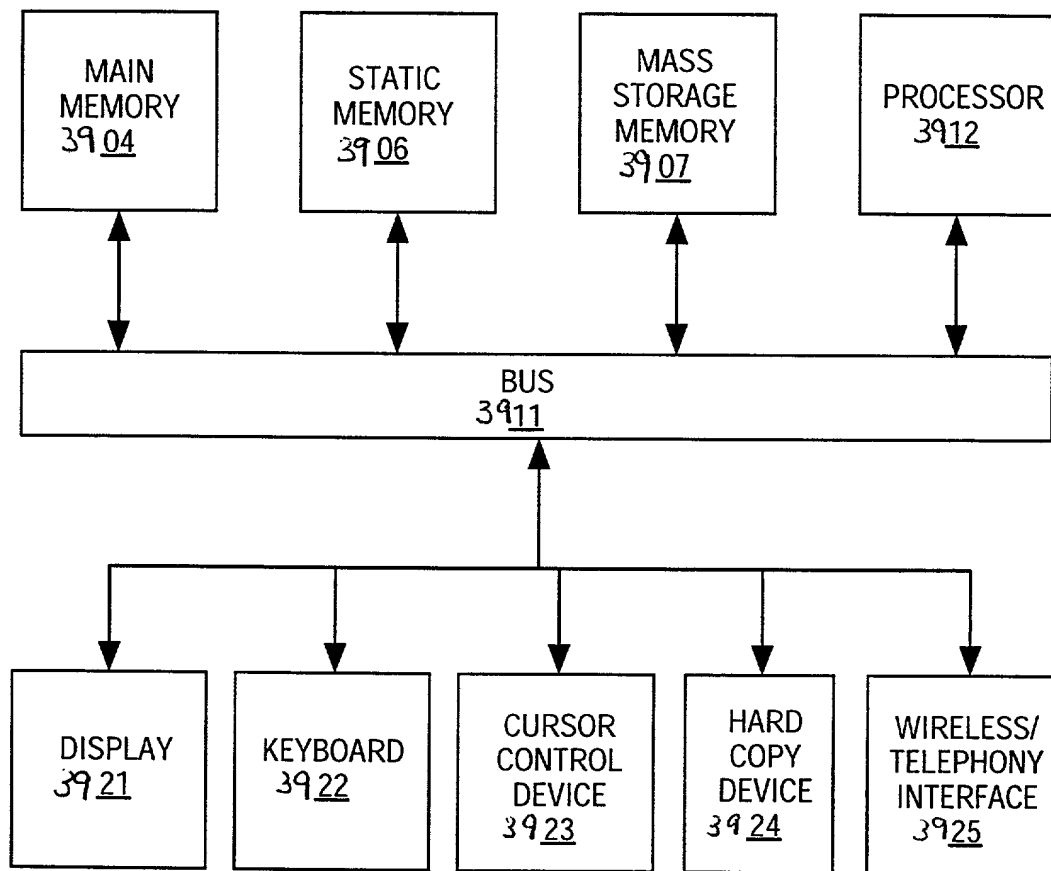 MAIN
MEMORY
3904
STATIC
MEMORY
3906
MASS
STORAGE
MEMORY
3907
PROCESSOR
3912
BUS
3911
DISPLAY
3921
KEYBOARD
3922
CURSOR
CONTROL
DEVICE
3923
HARD
COPY
DEVICE
3924
WIRELESS/
TELEPHONY
INTERFACE
3925